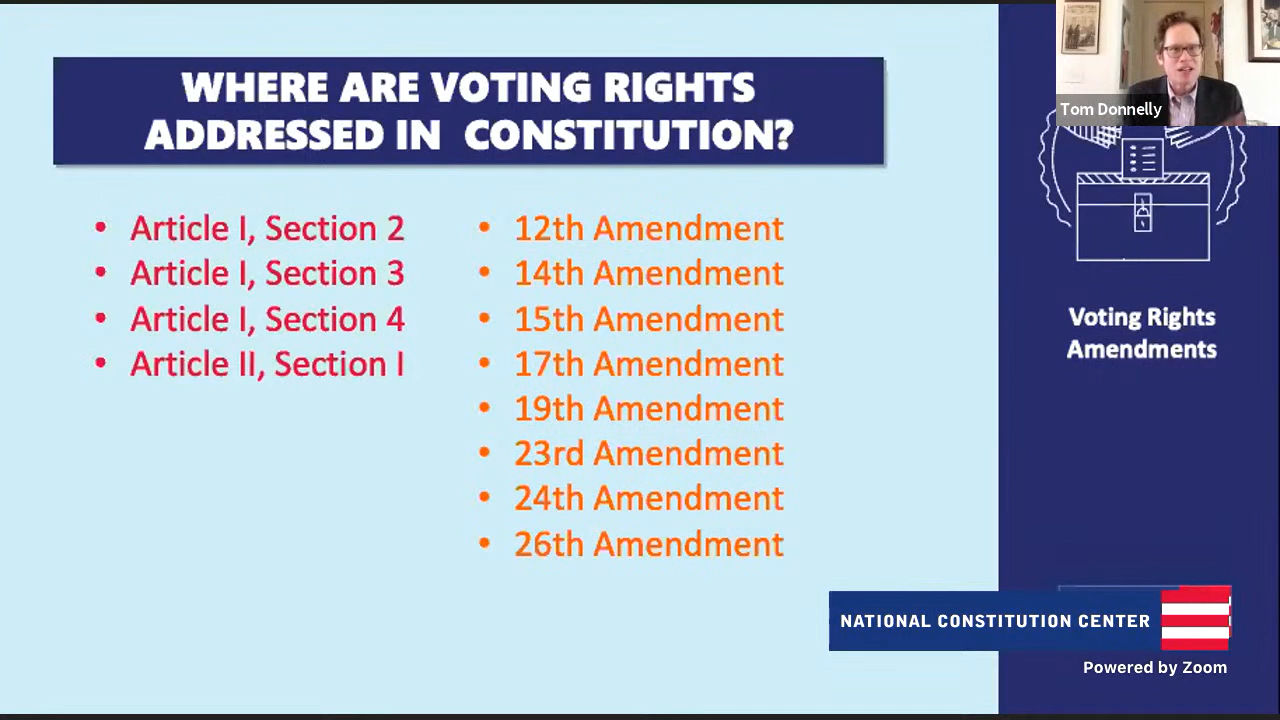 WHERE ARE VOTING RIGHTS
ADDRESSED IN CONSTITUTION?
• Article I, Section 2
• Article I, Section 3
• Article I, Section 4
• Article II, Section I
• 12th Amendment
• 14th Amendment
• 15th Amendment
• 17th Amendment
• 19th Amendment
• 23rd Amendment
• 24th Amendment
• 26th Amendment
Tom Donnelly
Voting Rights
Amendments
NATIONAL CONSTITUTION CENTER
Powered by Zoom